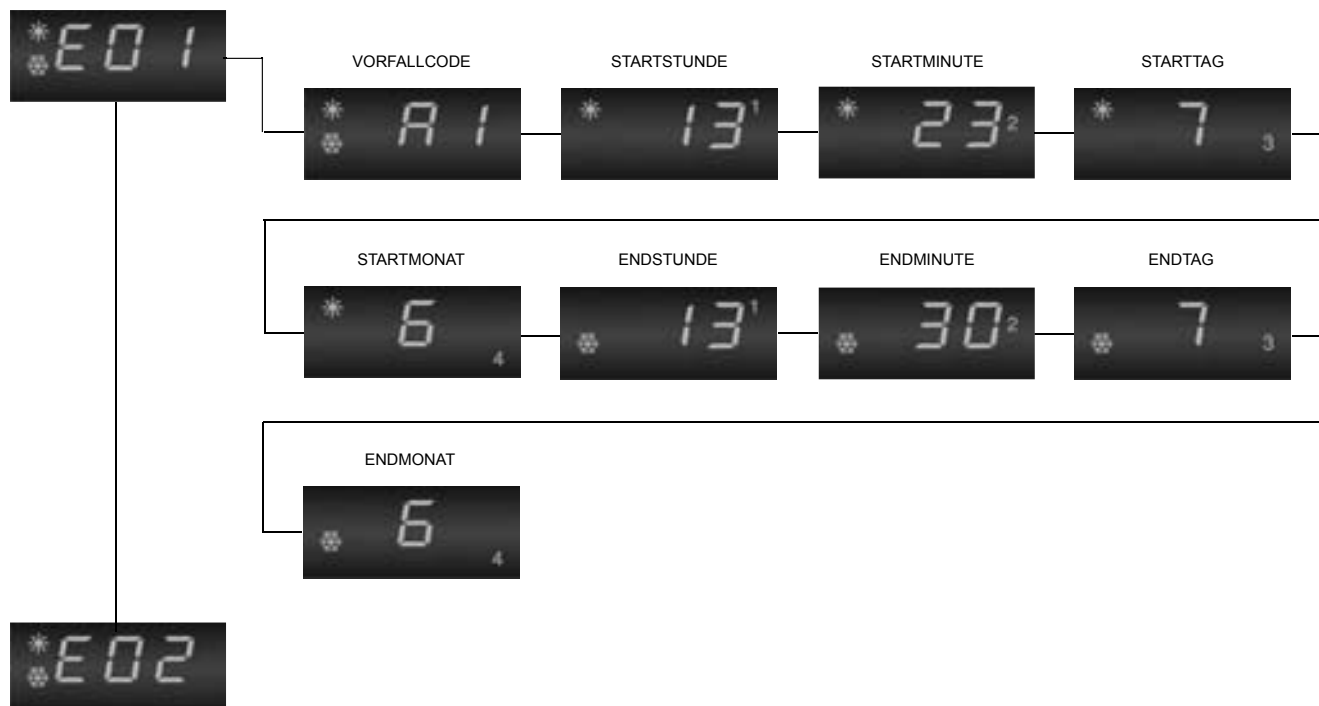 E01
VORFALLCODE STARTSTUNDE STARTMINUTE STARTTAG
A1 13 1 23 2 7 3
STARTMONAT ENDSTUNDE ENDMINUTE ENDTAG
6 4 13 1 30 2 7 3
ENDMONAT
6 4
E02